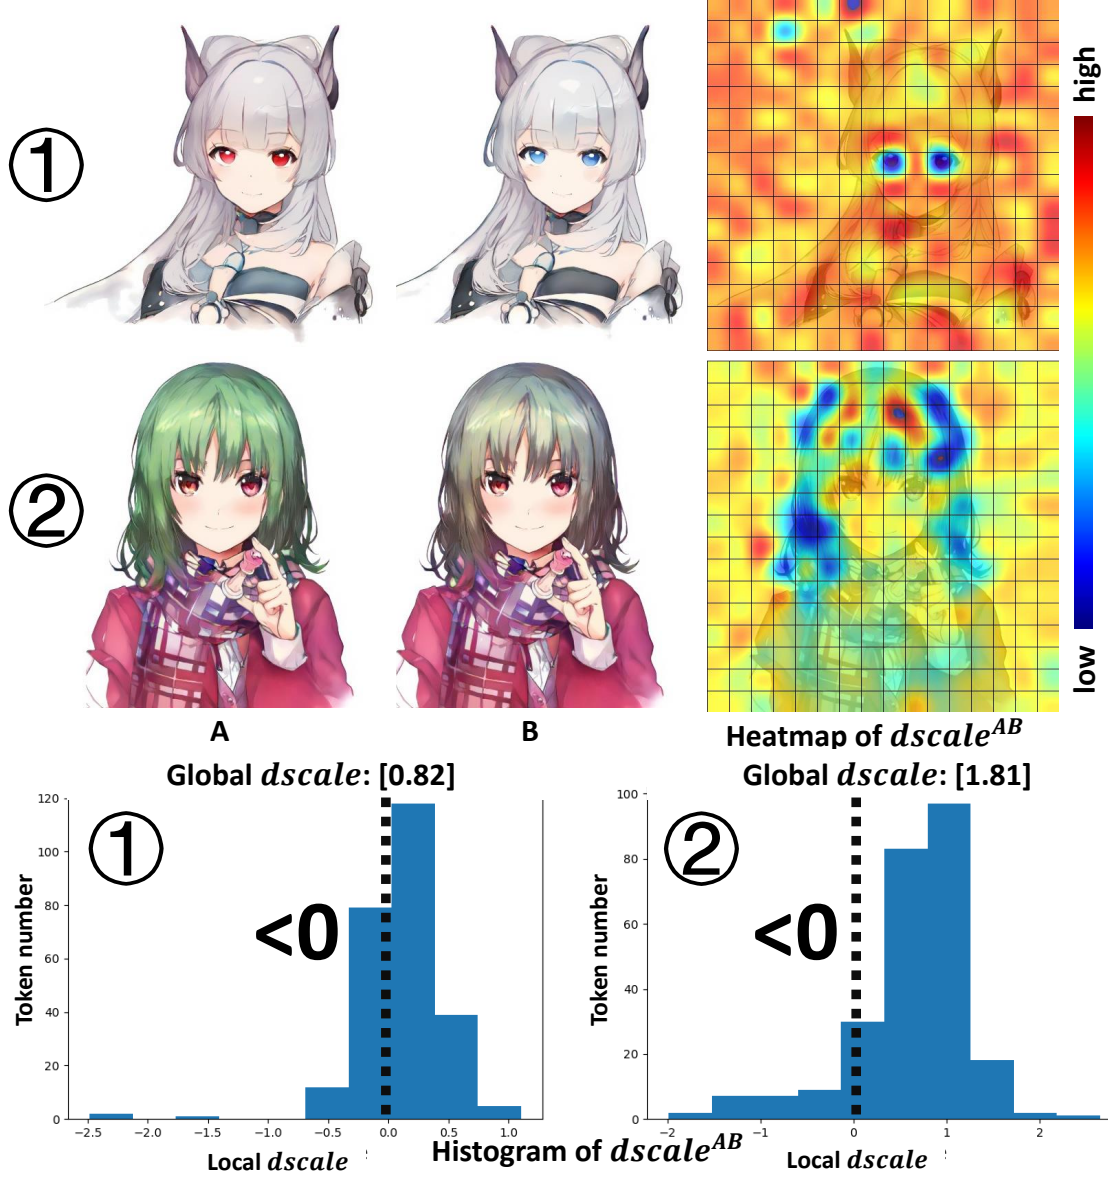 ①
high
②
low
A
B
Heatmap of dscale^AB
Global dscale: [0.82]
Global dscale: [1.81]
①
<0
Token number
120
100
80
60
40
20
0
−2.5 −2.0 −1.5 −1.0 −0.5 0.0 0.5 1.0
Local dscale
②
<0
Token number
100
80
60
40
20
0
−2 −1 0 1 2
Local dscale
Histogram of dscale^AB